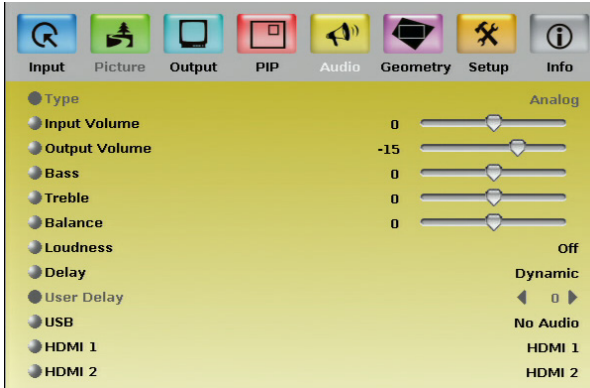 Input Picture Output PIP Audio Geometry Setup Info
Type Analog
Input Volume 0
Output Volume -15
Bass 0
Treble 0
Balance 0
Loudness Off
Delay Dynamic
User Delay 0
USB No Audio
HDMI 1 HDMI 1
HDMI 2 HDMI 2